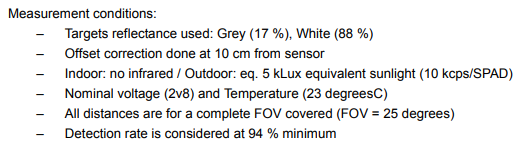 Measurement conditions:
– Targets reflectance used: Grey (17 %), White (88 %)
– Offset correction done at 10 cm from sensor
– Indoor: no infrared / Outdoor: eq. 5 kLux equivalent sunlight (10 kcps/SPAD)
– Nominal voltage (2v8) and Temperature (23 degreesC)
– All distances are for a complete FOV covered (FOV = 25 degrees)
– Detection rate is considered at 94 % minimum